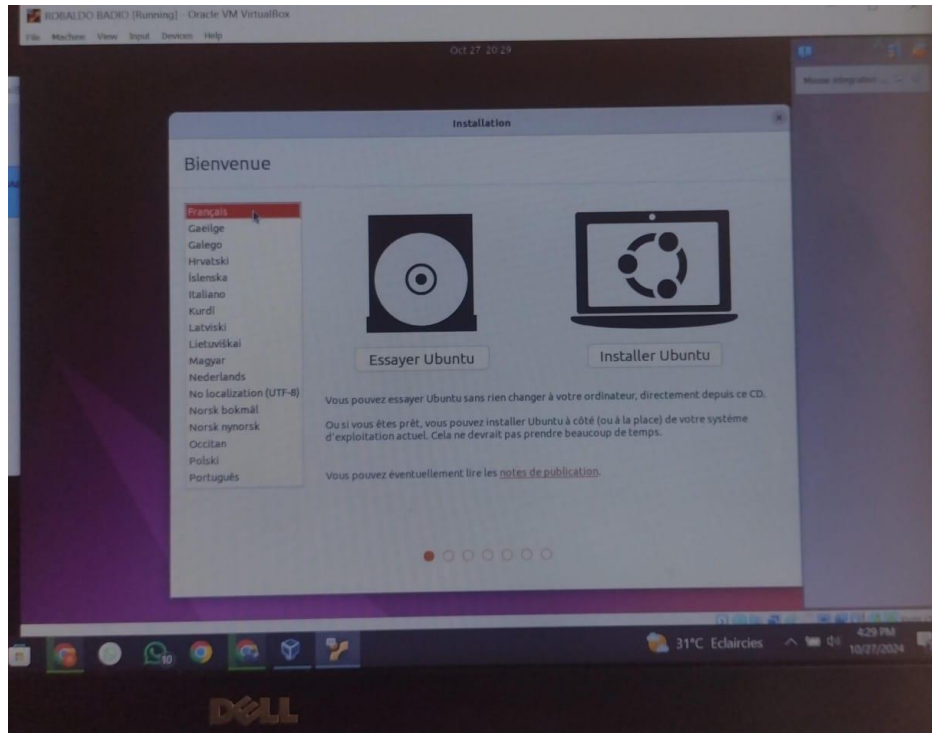 ROBALDO BADIO [Running] - Oracle VM VirtualBox
File Machine View Input Devices Help
Oct 27 20:29
Mouse integration ...
Installation
Bienvenue
Français
Gaeilge
Galego
Hrvatski
Íslenska
Italiano
Kurdî
Latviski
Lietuviškai
Magyar
Nederlands
No localization (UTF-8)
Norsk bokmål
Norsk nynorsk
Occitan
Polski
Português
Essayer Ubuntu
Installer Ubuntu
Vous pouvez essayer Ubuntu sans rien changer à votre ordinateur, directement depuis ce CD.
Ou si vous êtes prêt, vous pouvez installer Ubuntu à côté (ou à la place) de votre système
d'exploitation actuel. Cela ne devrait pas prendre beaucoup de temps.
Vous pouvez éventuellement lire les notes de publication.
10
31°C Eclaircies
4:29 PM
10/27/2024
DELL